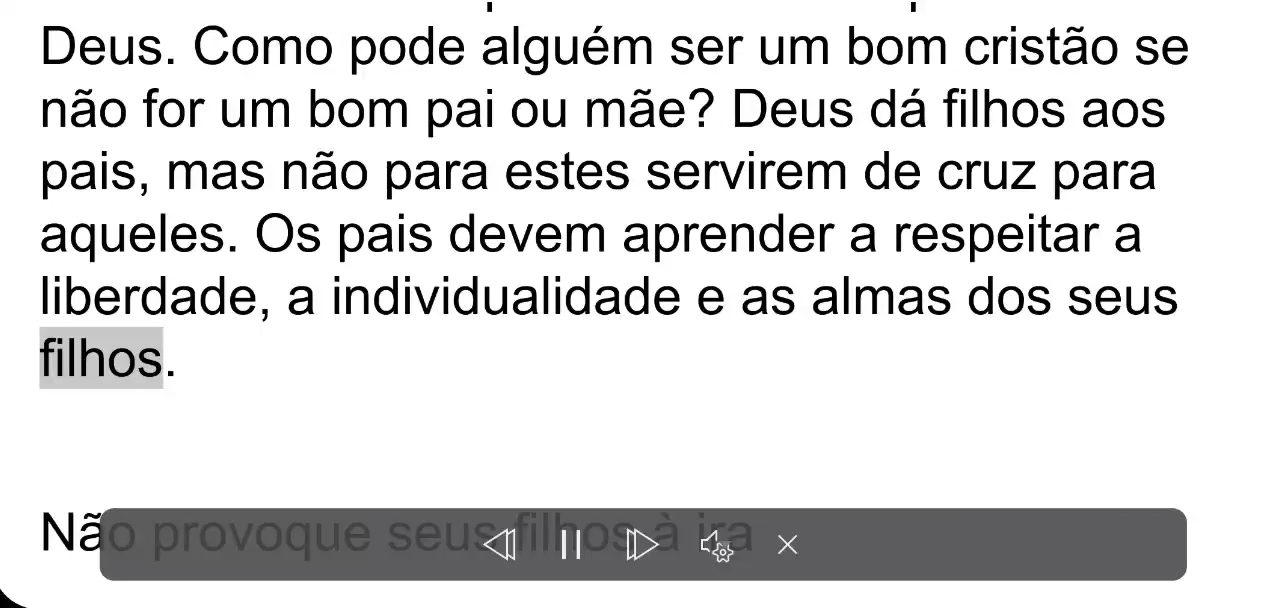 Deus. Como pode alguém ser um bom cristão se
não for um bom pai ou mãe? Deus dá filhos aos
pais, mas não para estes servirem de cruz para
aqueles. Os pais devem aprender a respeitar a
liberdade, a individualidade e as almas dos seus
filhos.
Não provoque seus filhos à ira